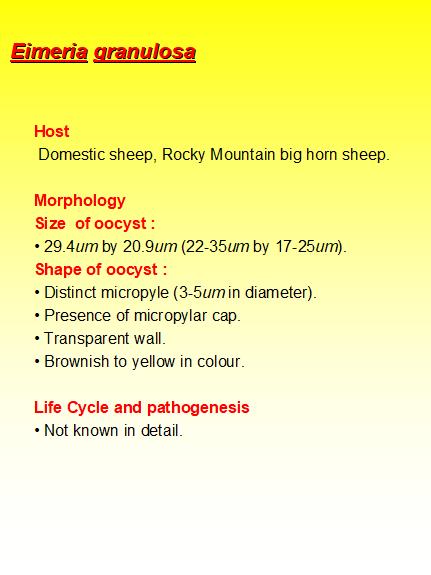 Eimeria granulosa
Host
Domestic sheep, Rocky Mountain big horn sheep.
Morphology
Size of oocyst :
• 29.4um by 20.9um (22-35um by 17-25um).
Shape of oocyst :
• Distinct micropyle (3-5um in diameter).
• Presence of micropylar cap.
• Transparent wall.
• Brownish to yellow in colour.
Life Cycle and pathogenesis
• Not known in detail.